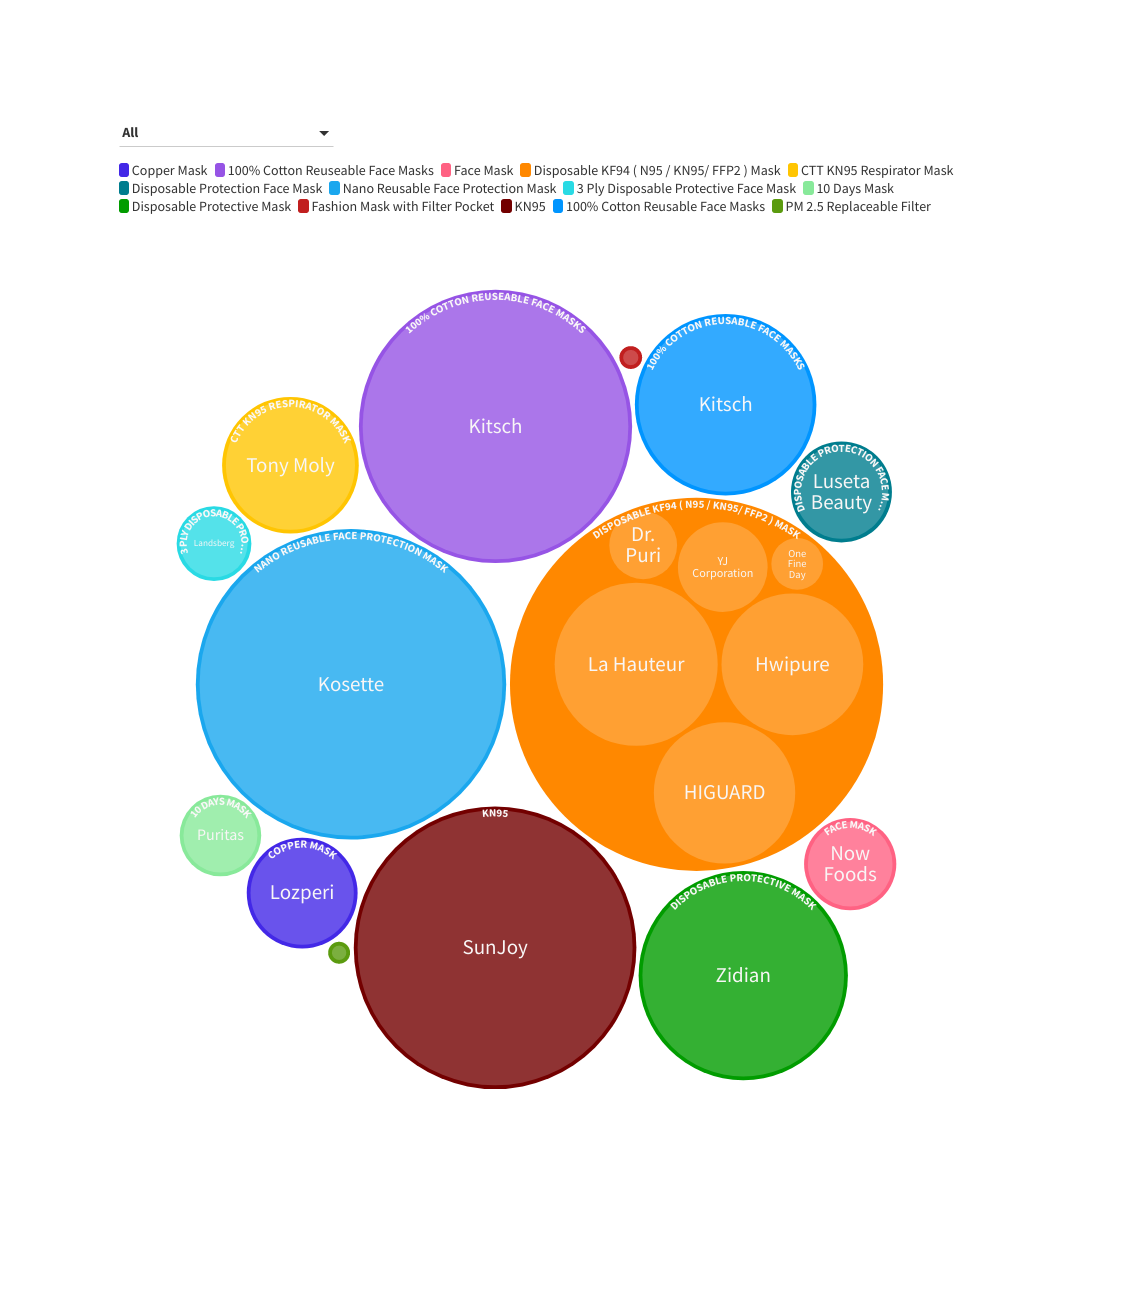 All
Copper Mask 100% Cotton Reuseable Face Masks Face Mask Disposable KF94 ( N95 / KN95/ FFP2 ) Mask CTT KN95 Respirator Mask
Disposable Protection Face Mask Nano Reusable Face Protection Mask 3 Ply Disposable Protective Face Mask 10 Days Mask
Disposable Protective Mask Fashion Mask with Filter Pocket KN95 100% Cotton Reusable Face Masks PM 2.5 Replaceable Filter
100% COTTON REUSEABLE FACE MASKS
Kitsch
100% COTTON REUSABLE FACE MASKS
Kitsch
CTT KN95 RESPIRATOR MASK
Tony Moly
DISPOSABLE PROTECTION FACE M...
Luseta
Beauty
3 PLY DISPOSABLE PRO...
Landsberg
DISPOSABLE KF94 ( N95 / KN95/ FFP2 ) MASK
Dr.
Puri
YJ
Corporation
One
Fine
Day
La Hauteur
Hwipure
HIGUARD
NANO REUSABLE FACE PROTECTION MASK
Kosette
10 DAYS MASK
Puritas
COPPER MASK
Lozperi
KN95
SunJoy
FACE MASK
Now
Foods
DISPOSABLE PROTECTIVE MASK
Zidian